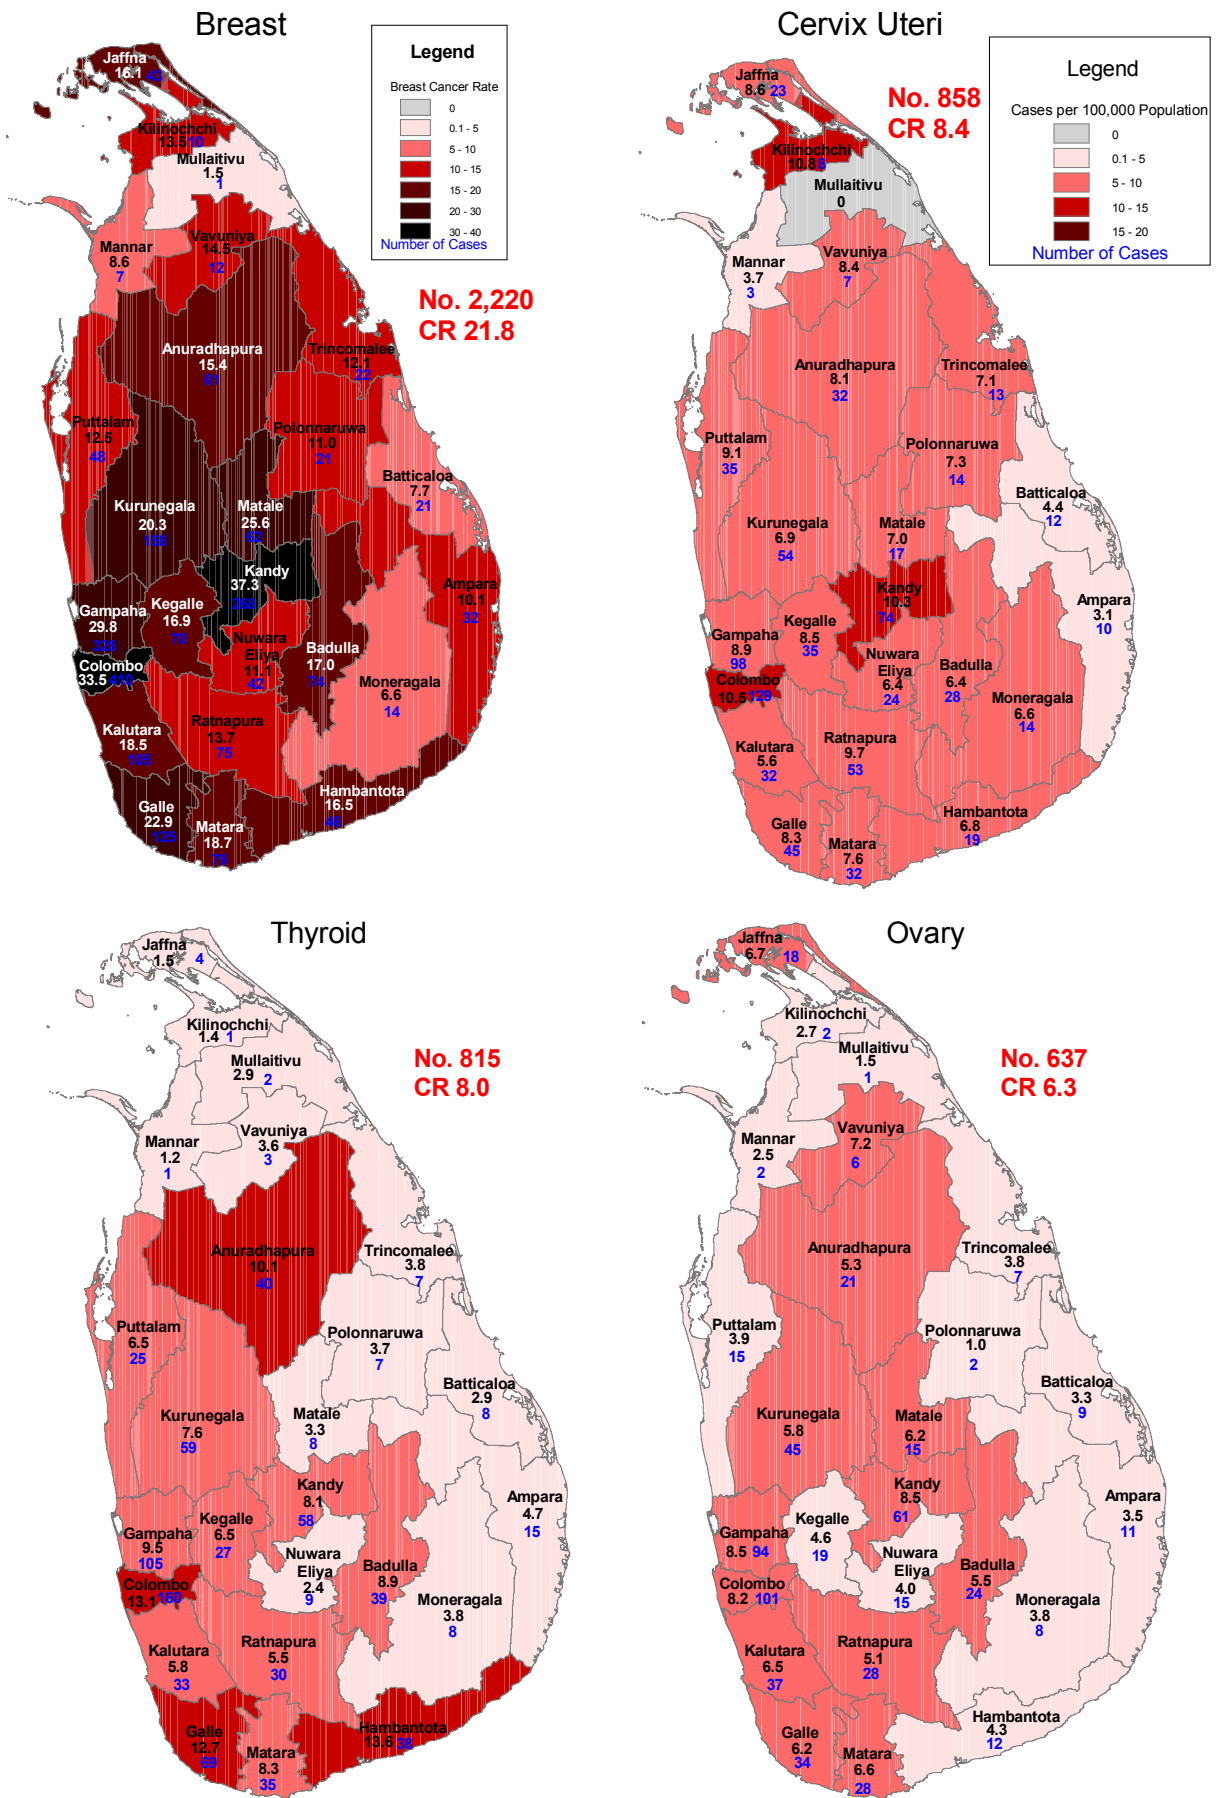 Breast
Legend
Breast Cancer Rate
0
0.1 - 5
5 - 10
10 - 15
15 - 20
20 - 30
30 - 40
Number of Cases
Jaffna
16.1 43
Kilinochchi
13.5 10
Mullaitivu
1.5
1
Mannar
8.6
7
Vavuniya
14.5
12
No. 2,220
CR 21.8
Anuradhapura
15.4
61
Trincomalee
12.1
22
Puttalam
12.5
48
Polonnaruwa
11.0
21
Batticaloa
7.7
21
Kurunegala
20.3
158
Matale
25.6
62
Kandy
37.3
268
Ampara
10.1
32
Gampaha
29.8
328
Kegalle
16.9
70
Nuwara
Eliya
11.1
42
Badulla
17.0
74
Colombo
33.5 410
Moneragala
6.6
14
Kalutara
18.5
105
Ratnapura
13.7
75
Hambantota
16.5
46
Galle
22.9
125
Matara
18.7
79
Cervix Uteri
Legend
Cases per 100,000 Population
0
0.1 - 5
5 - 10
10 - 15
15 - 20
Number of Cases
Jaffna
8.6 23
No. 858
CR 8.4
Kilinochchi
10.8 8
Mullaitivu
0
Mannar
3.7
3
Vavuniya
8.4
7
Anuradhapura
8.1
32
Trincomalee
7.1
13
Puttalam
9.1
35
Polonnaruwa
7.3
14
Batticaloa
4.4
12
Kurunegala
6.9
54
Matale
7.0
17
Kandy
10.3
74
Ampara
3.1
10
Gampaha
8.9
98
Kegalle
8.5
35
Nuwara
Eliya
6.4
24
Badulla
6.4
28
Colombo
10.5 129
Moneragala
6.6
14
Kalutara
5.6
32
Ratnapura
9.7
53
Hambantota
6.8
19
Galle
8.3
45
Matara
7.6
32
Thyroid
Jaffna
1.5 4
Kilinochchi
1.4 1
Mullaitivu
2.9 2
No. 815
CR 8.0
Mannar
1.2
1
Vavuniya
3.6
3
Anuradhapura
10.1
40
Trincomalee
3.8
7
Puttalam
6.5
25
Polonnaruwa
3.7
7
Batticaloa
2.9
8
Kurunegala
7.6
59
Matale
3.3
8
Kandy
8.1
58
Ampara
4.7
15
Gampaha
9.5
105
Kegalle
6.5
27
Nuwara
Eliya
2.4
9
Badulla
8.9
39
Colombo
13.1 160
Moneragala
3.8
8
Kalutara
5.8
33
Ratnapura
5.5
30
Galle
12.7
69
Hambantota
13.6 38
Matara
8.3
35
Ovary
Jaffna
6.7 18
Kilinochchi
2.7 2
Mullaitivu
1.5
1
No. 637
CR 6.3
Mannar
2.5
2
Vavuniya
7.2
6
Anuradhapura
5.3
21
Trincomalee
3.8
7
Puttalam
3.9
15
Polonnaruwa
1.0
2
Batticaloa
3.3
9
Kurunegala
5.8
45
Matale
6.2
15
Kandy
8.5
61
Ampara
3.5
11
Gampaha
8.5 94
Kegalle
4.6
19
Nuwara
Eliya
4.0
15
Badulla
5.5
24
Colombo
8.2 101
Moneragala
3.8
8
Kalutara
6.5
37
Ratnapura
5.1
28
Hambantota
4.3
12
Galle
6.2
34
Matara
6.6
28